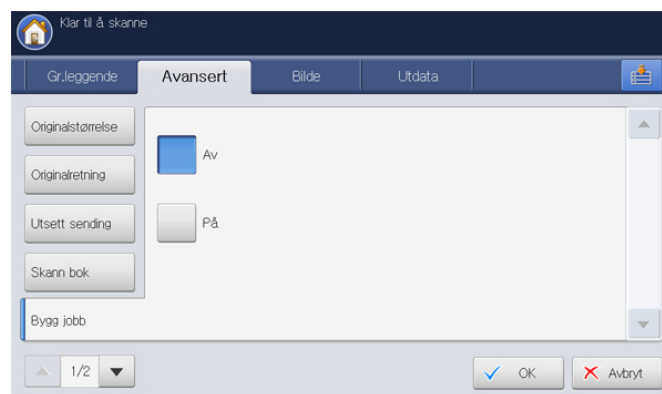 Klar til å skanne
Gr.leggende
Avansert
Bilde
Utdata
Originalstørrelse
Originalretning
Utsett sending
Skann bok
Bygg jobb
Av
På
1/2
OK
Avbryt